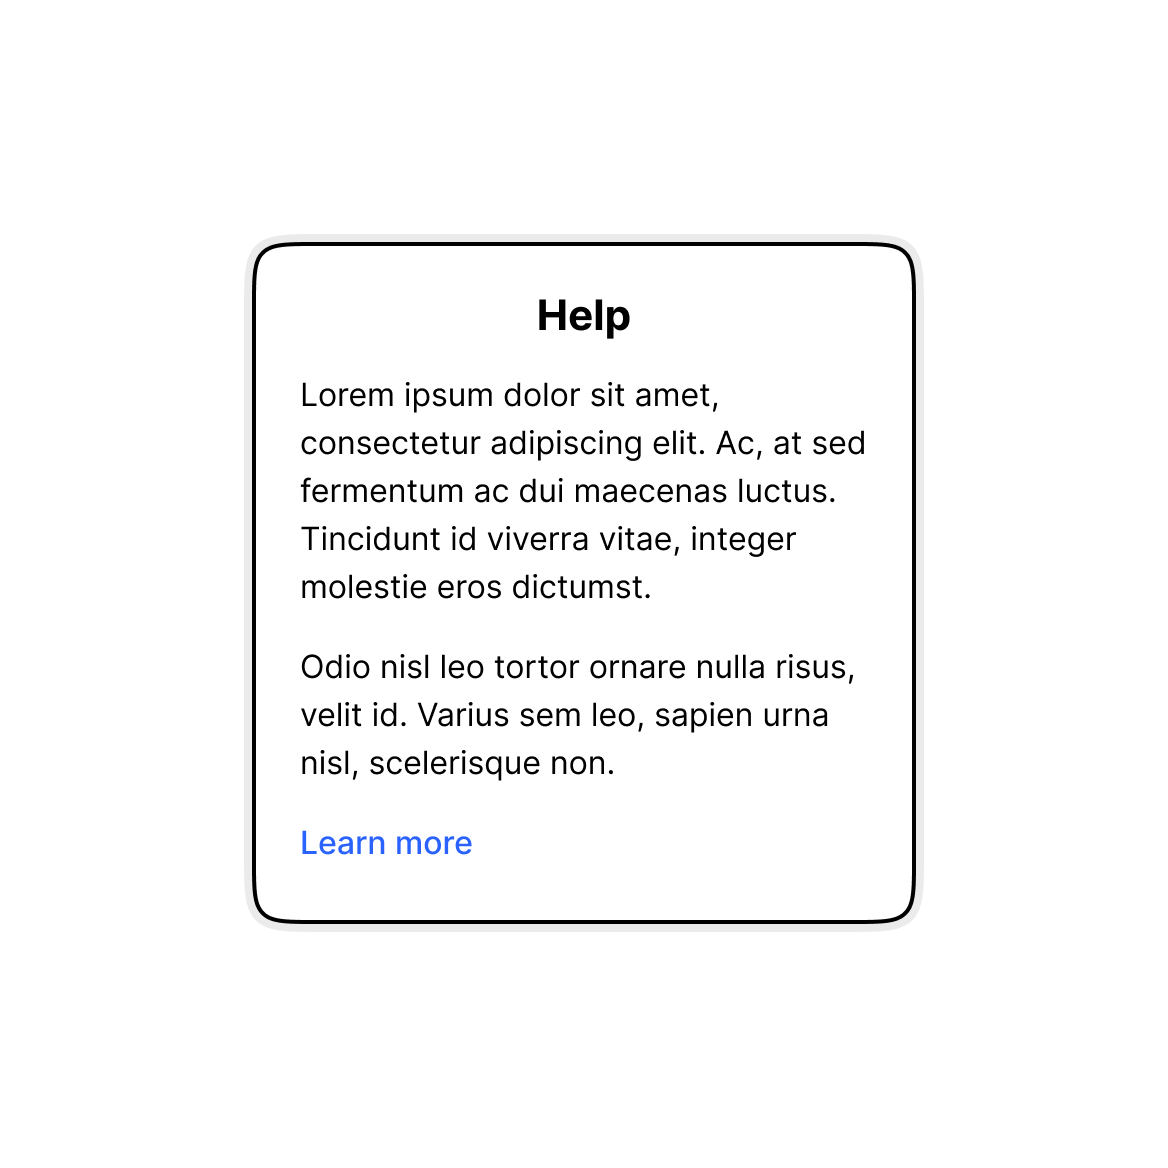 Help
Lorem ipsum dolor sit amet,
consectetur adipiscing elit. Ac, at sed
fermentum ac dui maecenas luctus.
Tincidunt id viverra vitae, integer
molestie eros dictumst.
Odio nisl leo tortor ornare nulla risus,
velit id. Varius sem leo, sapien urna
nisl, scelerisque non.
Learn more